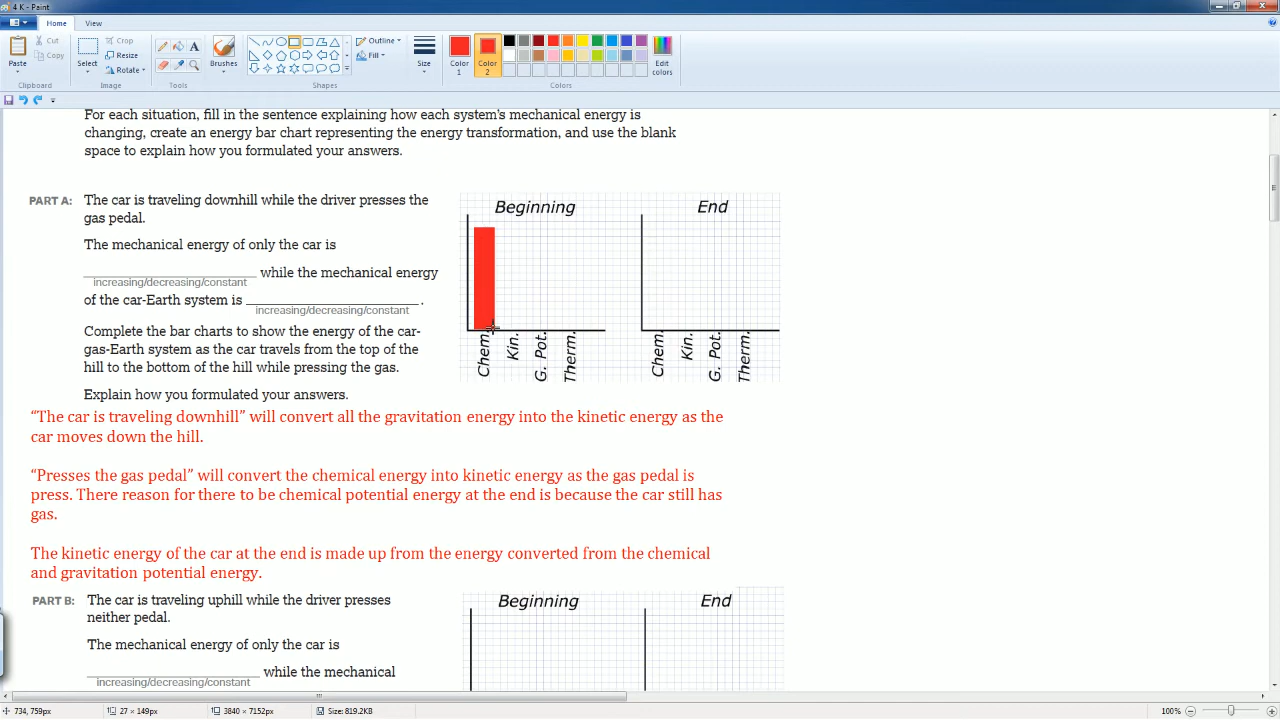 4 K - Paint
Home View
Paste
Cut
Copy
Clipboard
Select
Crop
Resize
Rotate
Image
Tools
Brushes
Outline
Fill
Shapes
Size
Color 1
Color 2
Edit colors
Colors
For each situation, fill in the sentence explaining how each system's mechanical energy is
changing, create an energy bar chart representing the energy transformation, and use the blank
space to explain how you formulated your answers.
PART A: The car is traveling downhill while the driver presses the
gas pedal.
The mechanical energy of only the car is
while the mechanical energy
increasing/decreasing/constant
of the car-Earth system is .
increasing/decreasing/constant
Complete the bar charts to show the energy of the car-
gas-Earth system as the car travels from the top of the
hill to the bottom of the hill while pressing the gas.
Explain how you formulated your answers.
Beginning
Chem. Kin. G. Pot. Therm.
End
Chem. Kin. G. Pot. Therm.
“The car is traveling downhill” will convert all the gravitation energy into the kinetic energy as the
car moves down the hill.
“Presses the gas pedal” will convert the chemical energy into kinetic energy as the gas pedal is
press. There reason for there to be chemical potential energy at the end is because the car still has
gas.
The kinetic energy of the car at the end is made up from the energy converted from the chemical
and gravitation potential energy.
PART B: The car is traveling uphill while the driver presses
neither pedal.
The mechanical energy of only the car is
while the mechanical
increasing/decreasing/constant
Beginning
End
734, 759px 27 × 149px 3840 × 7152px Size: 819.2KB 100%